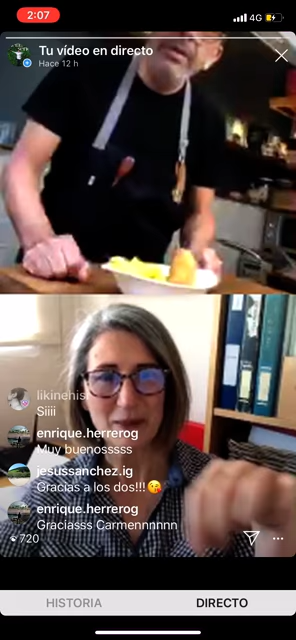 2:07
4G
Tu vídeo en directo
Hace 12 h
likinenis
Siiii
enrique.herrerog
Muy buenosssss
jesussanchez.ig
Gracias a los dos!!!😘
enrique.herrerog
Graciasss Carmennnnnn
720
HISTORIA DIRECTO